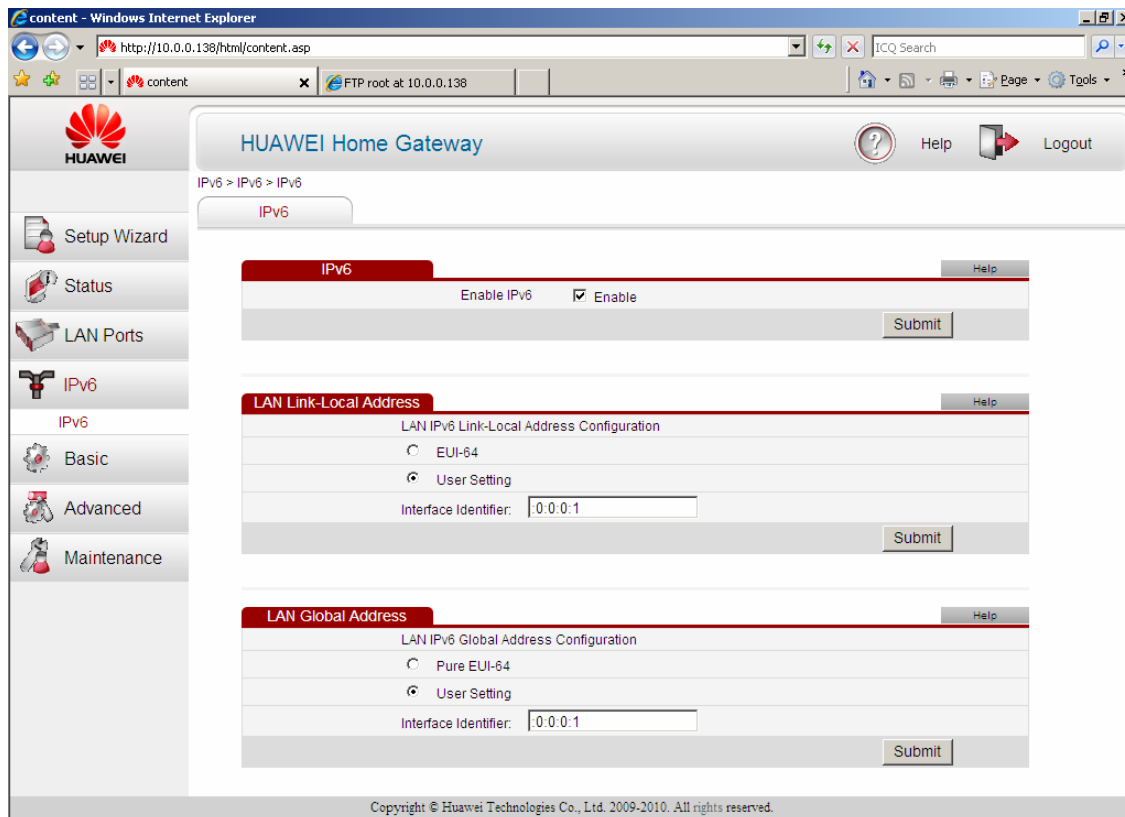 content - Windows Internet Explorer
http://10.0.0.138/html/content.asp
ICQ Search
content
FTP root at 10.0.0.138
Page
Tools
HUAWEI
HUAWEI Home Gateway
Help
Logout
IPv6 > IPv6 > IPv6
IPv6
Setup Wizard
Status
LAN Ports
IPv6
IPv6
Basic
Advanced
Maintenance
IPv6
Help
Enable IPv6
Enable
Submit
LAN Link-Local Address
Help
LAN IPv6 Link-Local Address Configuration
EUI-64
User Setting
Interface Identifier: :0:0:0:1
Submit
LAN Global Address
Help
LAN IPv6 Global Address Configuration
Pure EUI-64
User Setting
Interface Identifier: :0:0:0:1
Submit
Copyright © Huawei Technologies Co., Ltd. 2009-2010. All rights reserved.